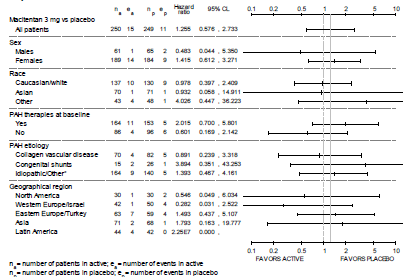 n a  e a  n p  e p  Hazard ratio  95% CL
0.1 0.2 0.5 1 2 5 10
Macitentan 3 mg vs placebo
All patients 250 15 249 11 1.255 0.576 , 2.733
Sex
Males 61 1 65 2 0.483 0.044 , 5.350
Females 189 14 184 9 1.415 0.612 , 3.271
Race
Caucasian/white 137 10 130 9 0.978 0.397 , 2.409
Asian 70 1 71 1 0.932 0.058 , 14.911
Other 43 4 48 1 4.026 0.447 , 36.223
PAH therapies at baseline
Yes 164 11 153 5 2.015 0.700 , 5.801
No 86 4 96 6 0.601 0.169 , 2.142
PAH etiology
Collagen vascular disease 70 4 82 5 0.891 0.239 , 3.318
Congenital shunts 15 2 26 1 3.894 0.351 , 43.253
Idiopathic/Other* 164 9 140 5 1.393 0.467 , 4.161
Geographical region
North America 30 1 30 2 0.546 0.049 , 6.034
Western Europe/Israel 42 1 50 4 0.282 0.031 , 2.522
Eastern Europe/Turkey 63 7 59 4 1.493 0.437 , 5.107
Asia 71 2 68 1 1.793 0.163 , 19.777
Latin America 44 4 42 0 2.25E7 0.000 ,
0.1 0.2 0.5 1 2 5 10
FAVORS ACTIVE FAVORS PLACEBO
n a = number of patients in active; e a = number of events in active
n p = number of patients in placebo; e p = number of events in placebo